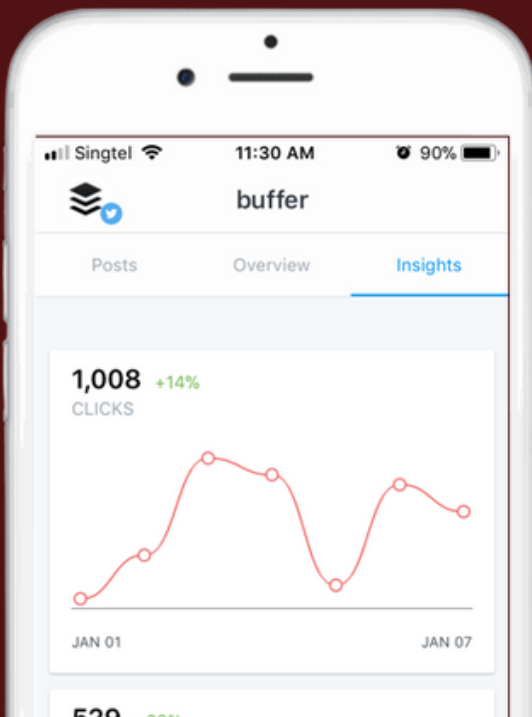 Singtel 11:30 AM 90%
buffer
Posts Overview Insights
1,008 +14%
CLICKS
JAN 01 JAN 07